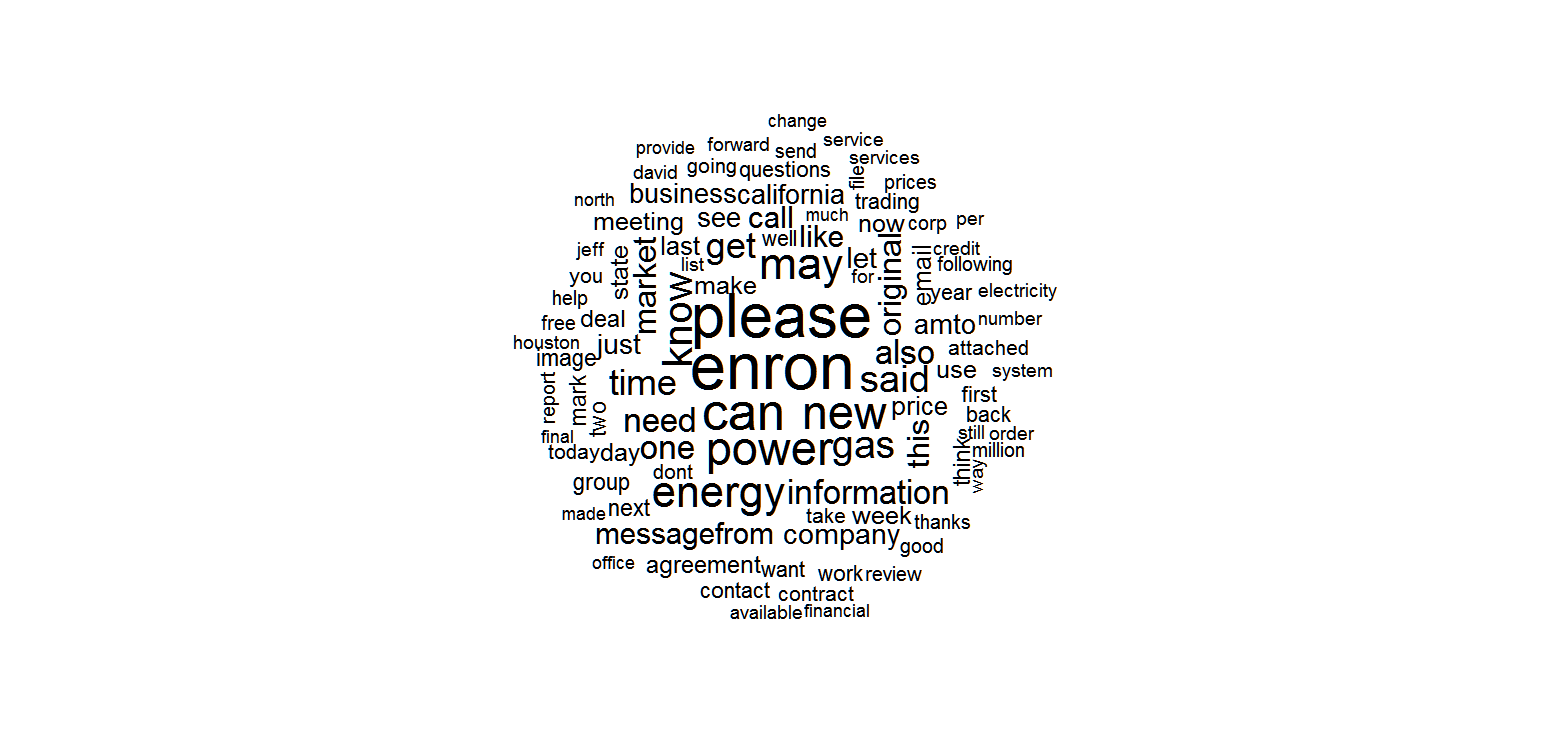 change
provide forward send service
david going questions file services
north business california prices
trading
meeting see call much now corp per
jeff state market last get well like original email credit
you list may let following
help know make for year electricity
free deal please amto number
houston just also attached
image enron
report mark time said use system
two need can new price first
back
final one power gas this think still order
today day million
group dont way
energy information
made next take week thanks
messagefrom company good
office agreement want work review
contact contract
available financial